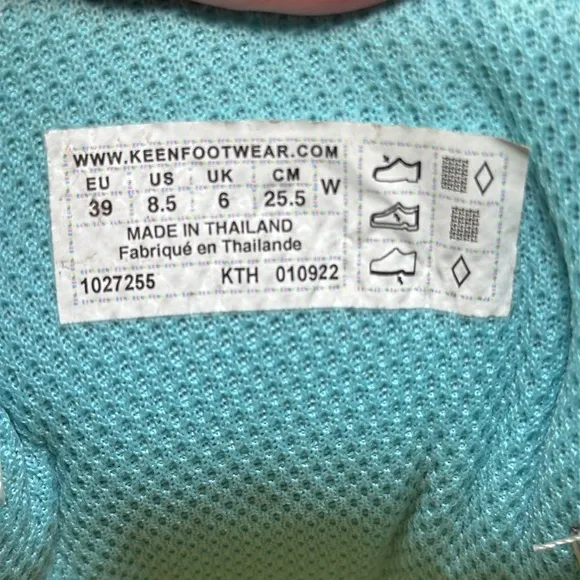 WWW.KEENFOOTWEAR.COM
EU US UK CM W
39 8.5 6 25.5
MADE IN THAILAND
Fabriqué en Thaïlande
1027255 KTH 010922